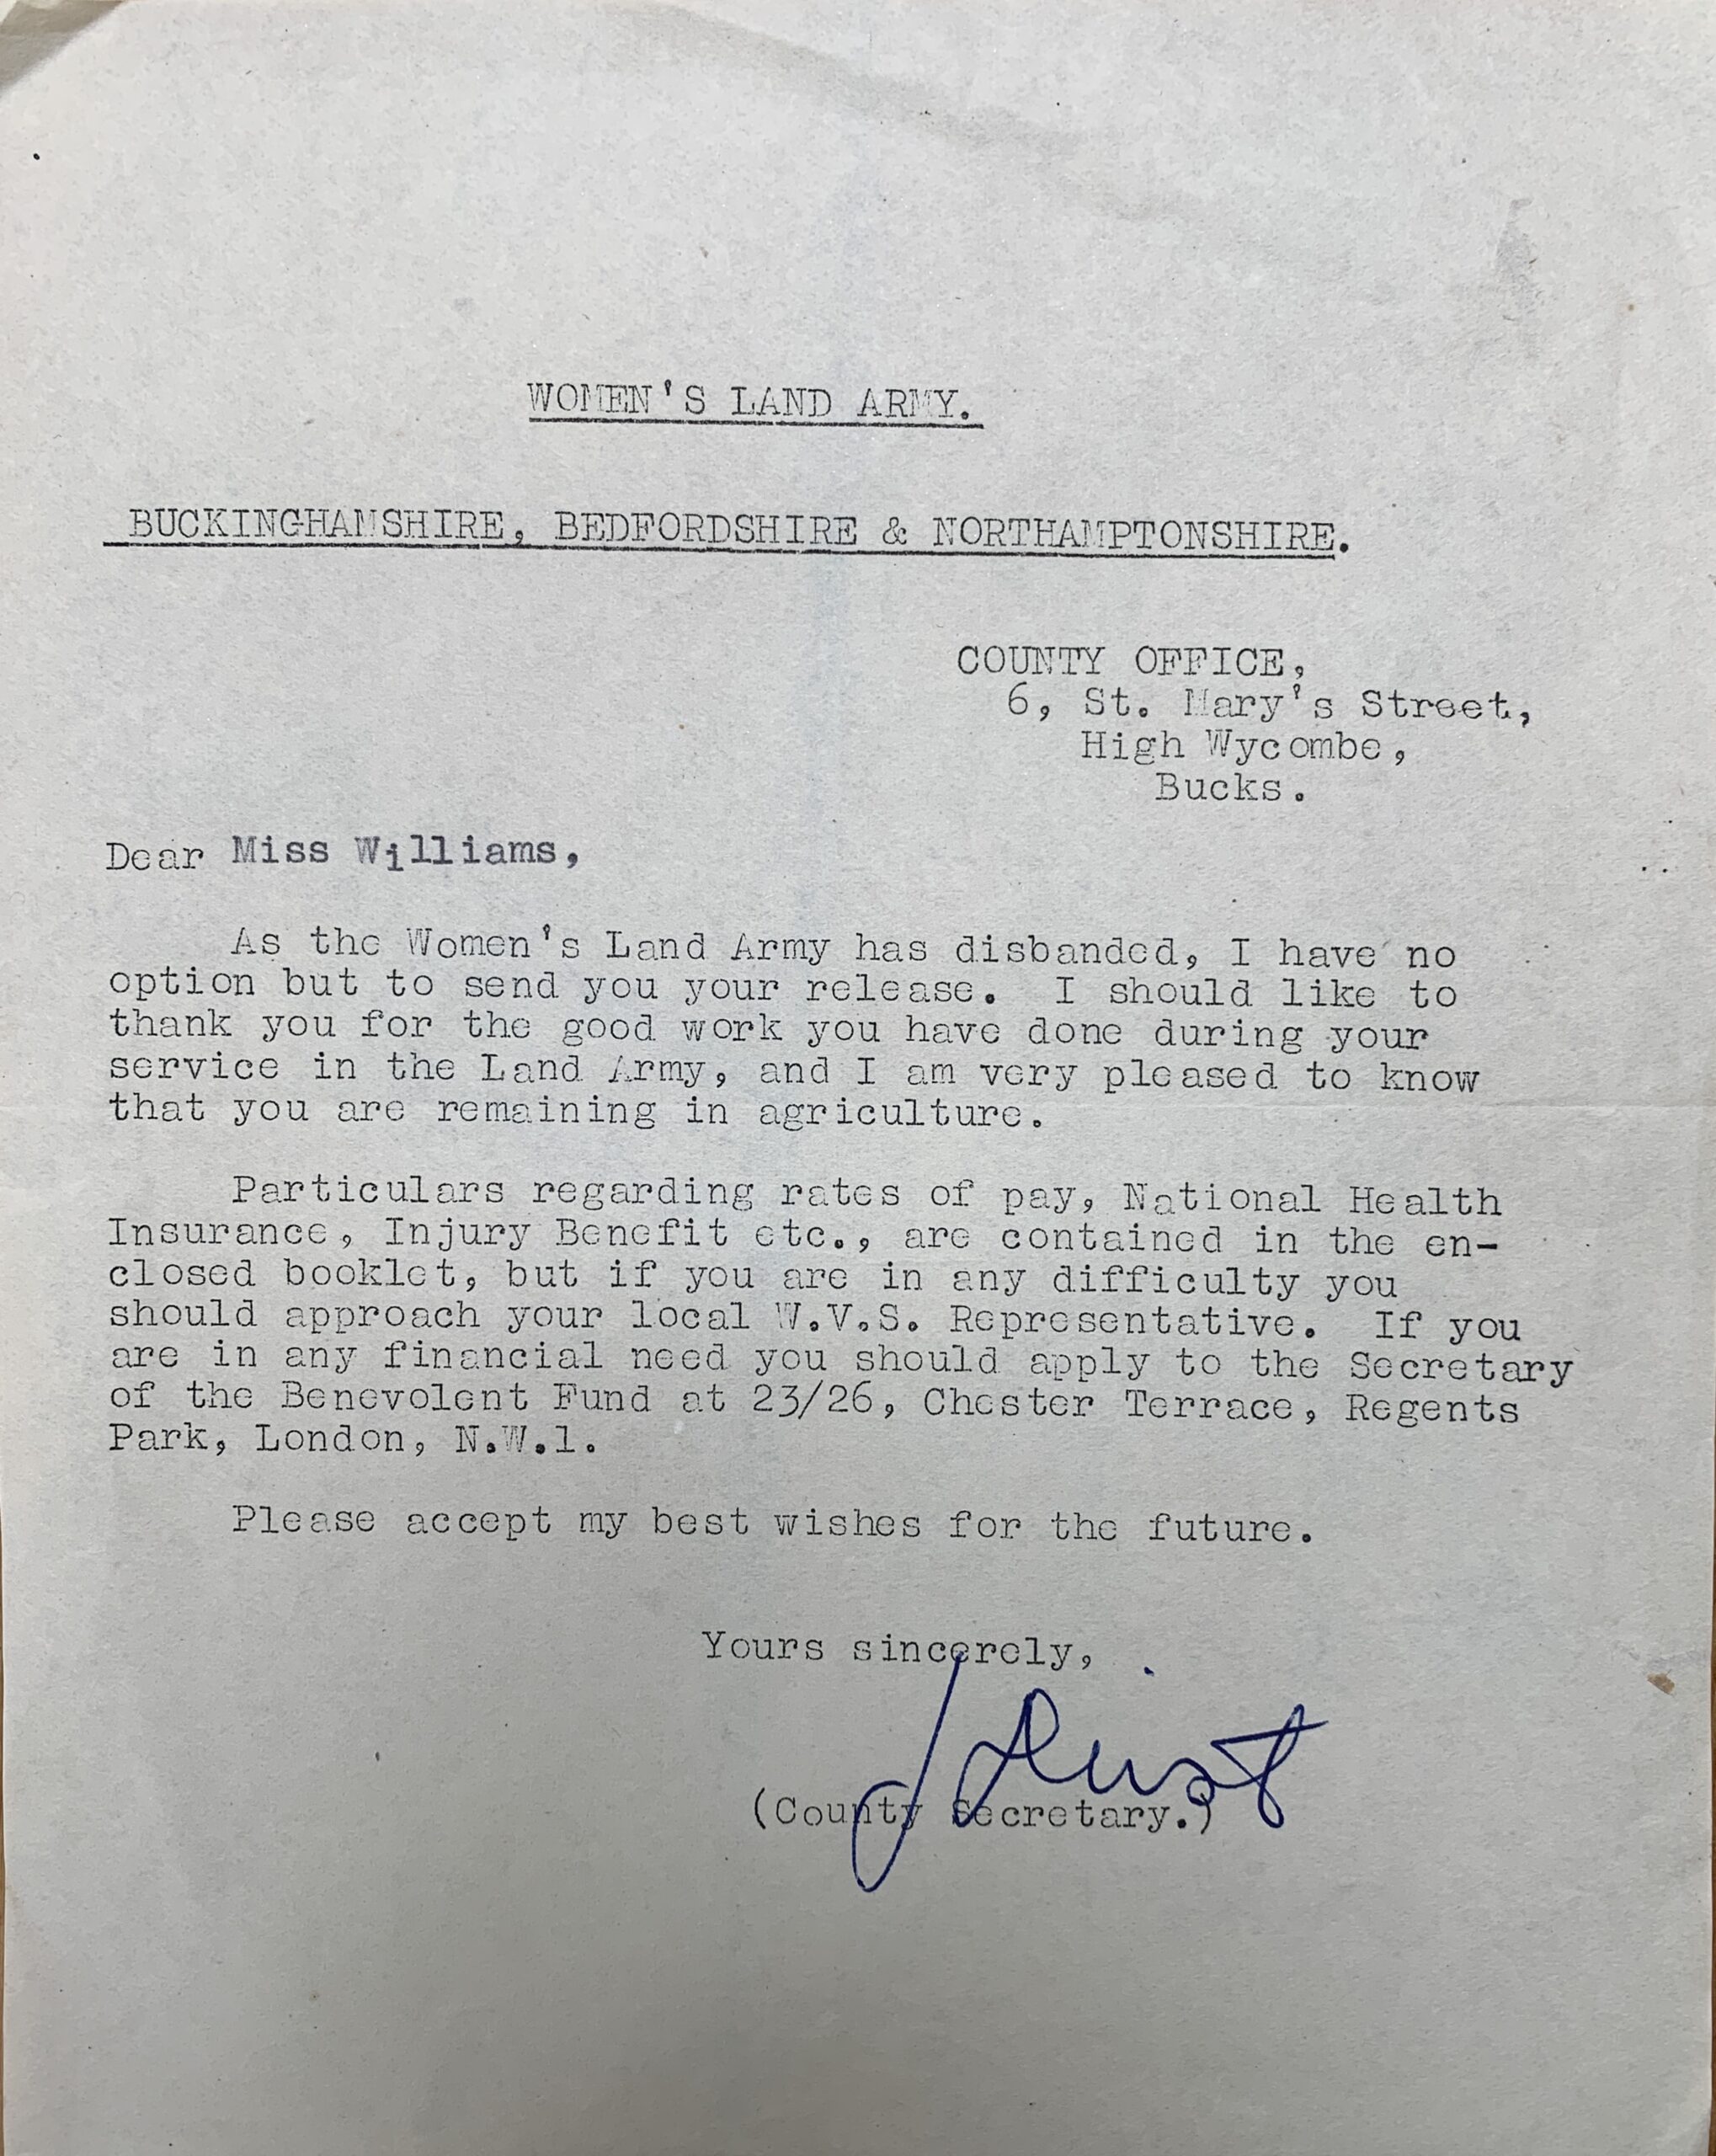 WOMEN'S LAND ARMY.
BUCKINGHAMSHIRE, BEDFORDSHIRE & NORTHAMPTONSHIRE.
COUNTY OFFICE,
6, St. Mary's Street,
High Wycombe,
Bucks.
Dear Miss Williams,
As the Women's Land Army has disbanded, I have no
option but to send you your release. I should like to
thank you for the good work you have done during your
service in the Land Army, and I am very pleased to know
that you are remaining in agriculture.
Particulars regarding rates of pay, National Health
Insurance, Injury Benefit etc., are contained in the en-
closed booklet, but if you are in any difficulty you
should approach your local W.V.S. Representative. If you
are in any financial need you should apply to the Secretary
of the Benevolent Fund at 23/26, Chester Terrace, Regents
Park, London, N.W.1.
Please accept my best wishes for the future.
Yours sincerely,
(County Secretary.)